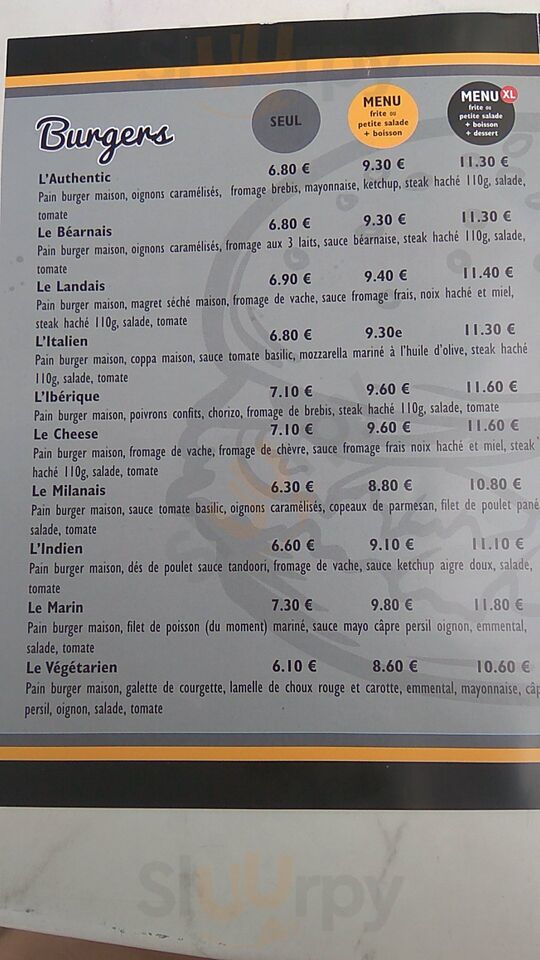 Burgers
SEUL
MENU
frite ou
petite salade
+ boisson
MENU XL
frite ou
petite salade
+ boisson
+ dessert
L'Authentic 6.80 € 9.30 € 11.30 €
Pain burger maison, oignons caramélisés, fromage brebis, mayonnaise, ketchup, steak haché 110g, salade,
tomate
Le Béarnais 6.80 € 9.30 € 11.30 €
Pain burger maison, oignons caramélisés, fromage aux 3 laits, sauce béarnaise, steak haché 110g, salade,
tomate
Le Landais 6.90 € 9.40 € 11.40 €
Pain burger maison, magret séché maison, fromage de vache, sauce fromage frais, noix haché et miel,
steak haché 110g, salade, tomate
L'Italien 6.80 € 9.30e 11.30 €
Pain burger maison, coppa maison, sauce tomate basilic, mozzarella mariné à l'huile d'olive, steak haché
110g, salade, tomate
L'Ibérique 7.10 € 9.60 € 11.60 €
Pain burger maison, poivrons confits, chorizo, fromage de brebis, steak haché 110g, salade, tomate
Le Cheese 7.10 € 9.60 € 11.60 €
Pain burger maison, fromage de vache, fromage de chèvre, sauce fromage frais noix haché et miel, steak
haché 110g, salade, tomate
Le Milanais 6.30 € 8.80 € 10.80 €
Pain burger maison, sauce tomate basilic, oignons caramélisés, copeaux de parmesan, filet de poulet pané
salade, tomate
L'Indien 6.60 € 9.10 € 11.10 €
Pain burger maison, dés de poulet sauce tandoori, fromage de vache, sauce ketchup aigre doux, salade,
tomate
Le Marin 7.30 € 9.80 € 11.80 €
Pain burger maison, filet de poisson (du moment) mariné, sauce mayo câpre persil oignon, emmental,
salade, tomate
Le Végétarien 6.10 € 8.60 € 10.60 €
Pain burger maison, galette de courgette, lamelle de choux rouge et carotte, emmental, mayonnaise, câp
persil, oignon, salade, tomate
Sluurpy